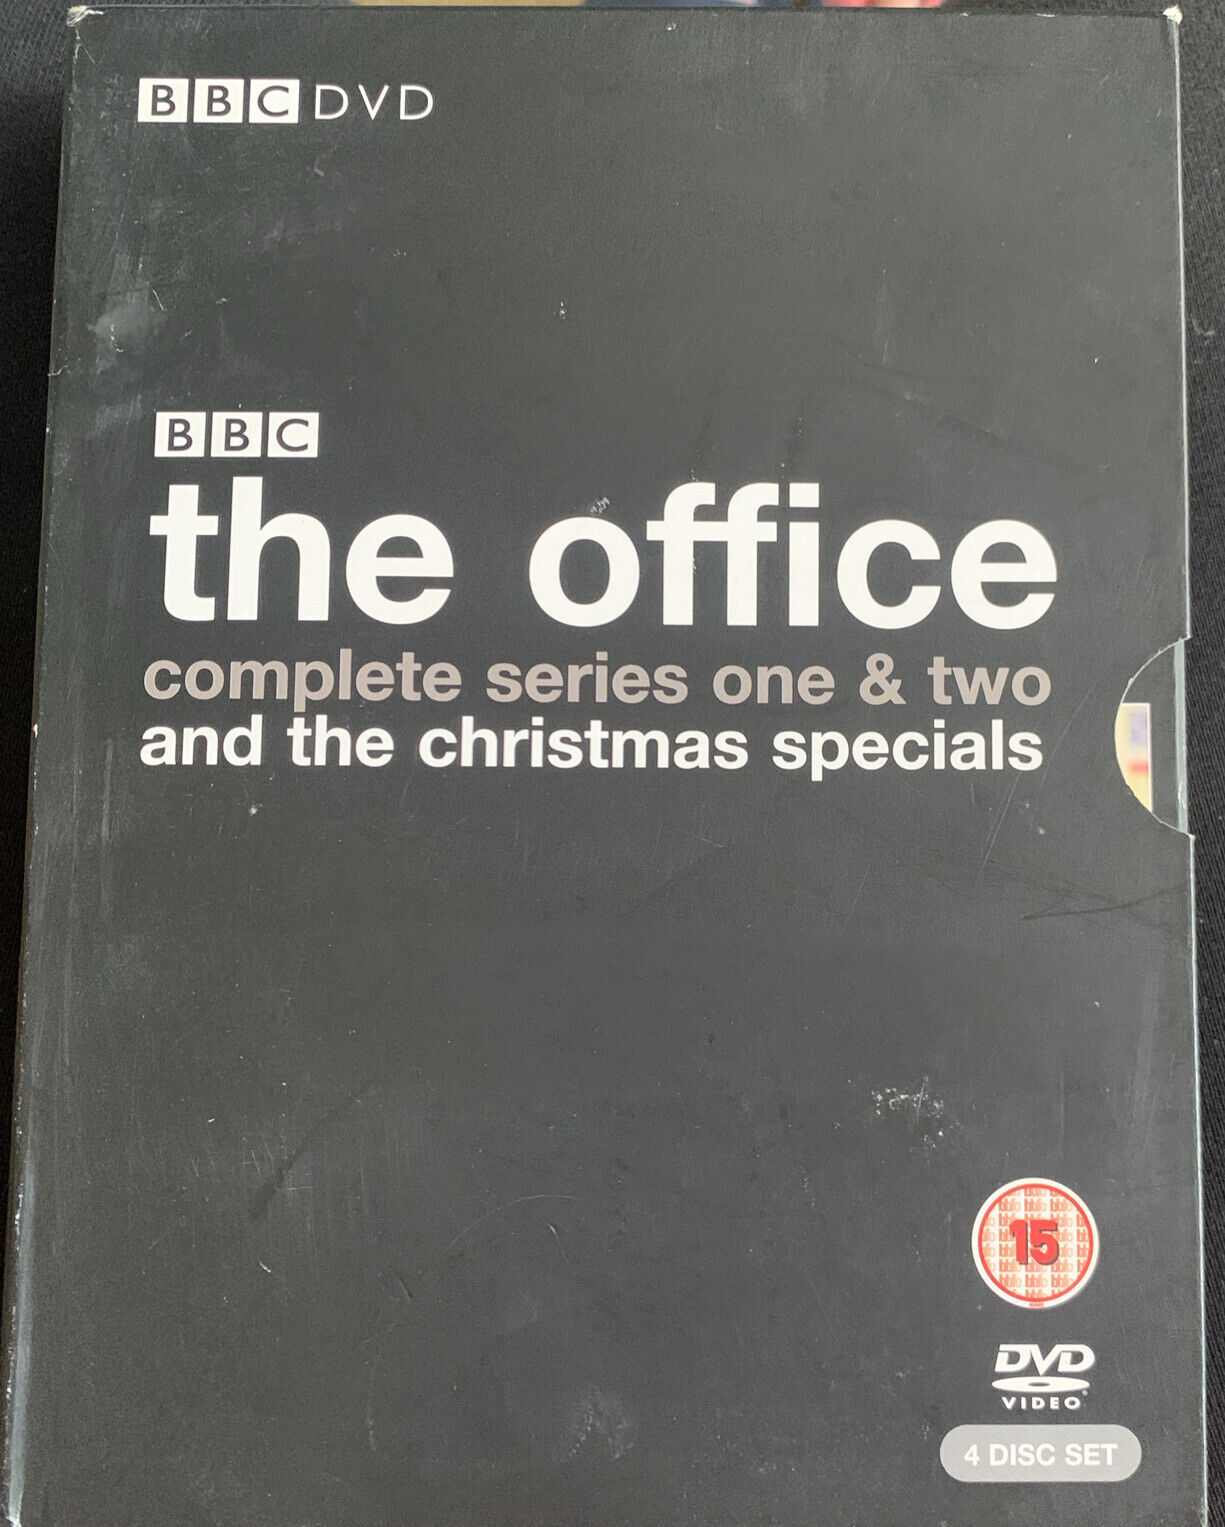 BBC DVD
BBC
the office
complete series one & two
and the christmas specials
15
DVD
VIDEO
4 DISC SET